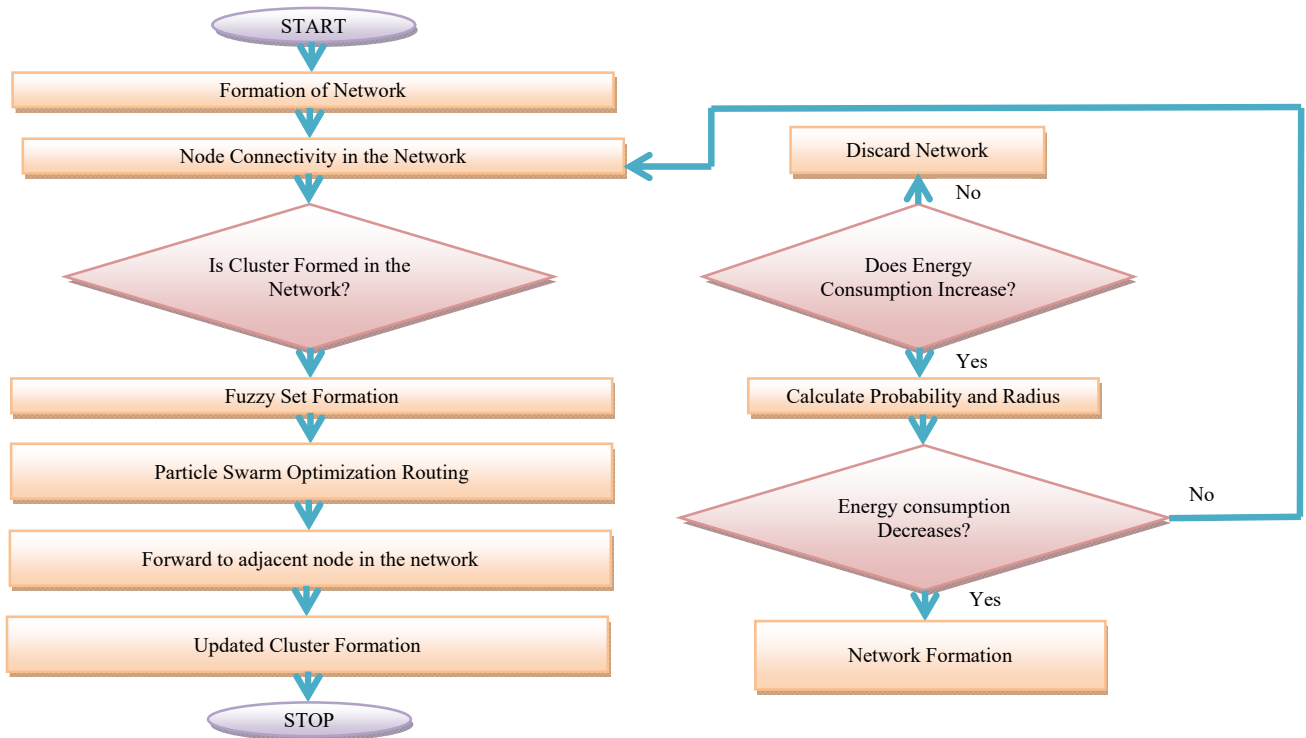 START
Formation of Network
Node Connectivity in the Network
Is Cluster Formed in the
Network?
Fuzzy Set Formation
Particle Swarm Optimization Routing
Forward to adjacent node in the network
Updated Cluster Formation
STOP
Discard Network
No
Does Energy
Consumption Increase?
Yes
Calculate Probability and Radius
Energy consumption
Decreases?
No
Yes
Network Formation